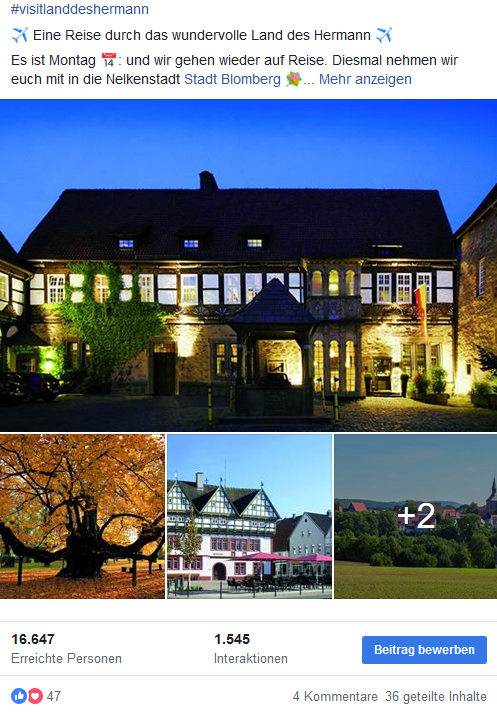 #visitlanddeshermann
✈️ Eine Reise durch das wundervolle Land des Hermann ✈️
Es ist Montag 📅: und wir gehen wieder auf Reise. Diesmal nehmen wir
euch mit in die Nelkenstadt Stadt Blomberg 💐... Mehr anzeigen
+2
16.647
1.545
Erreichte Personen
Interaktionen
Beitrag bewerben
47
4 Kommentare 36 geteilte Inhalte